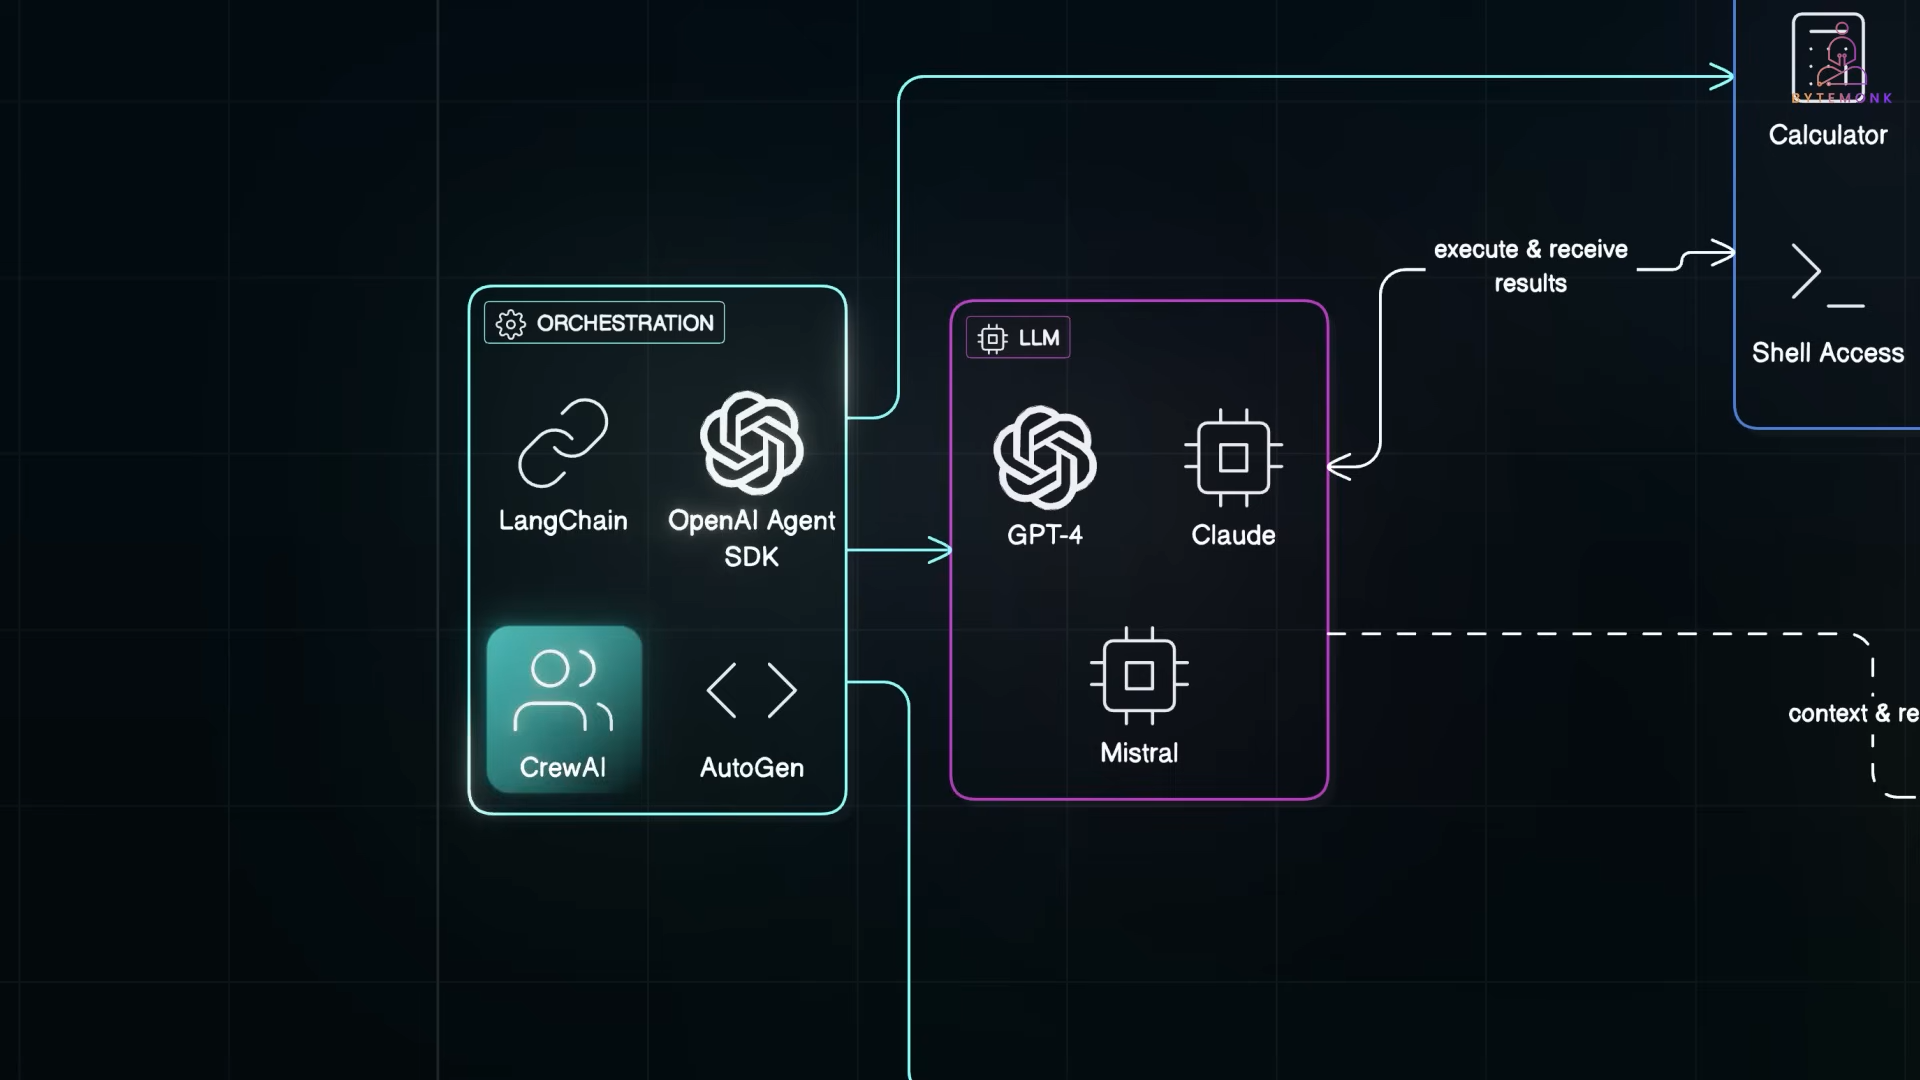 BYTEMONK
Calculator
execute & receive
results
Shell Access
ORCHESTRATION
LangChain
OpenAI Agent
SDK
CrewAI
AutoGen
LLM
GPT-4
Claude
Mistral
context & re